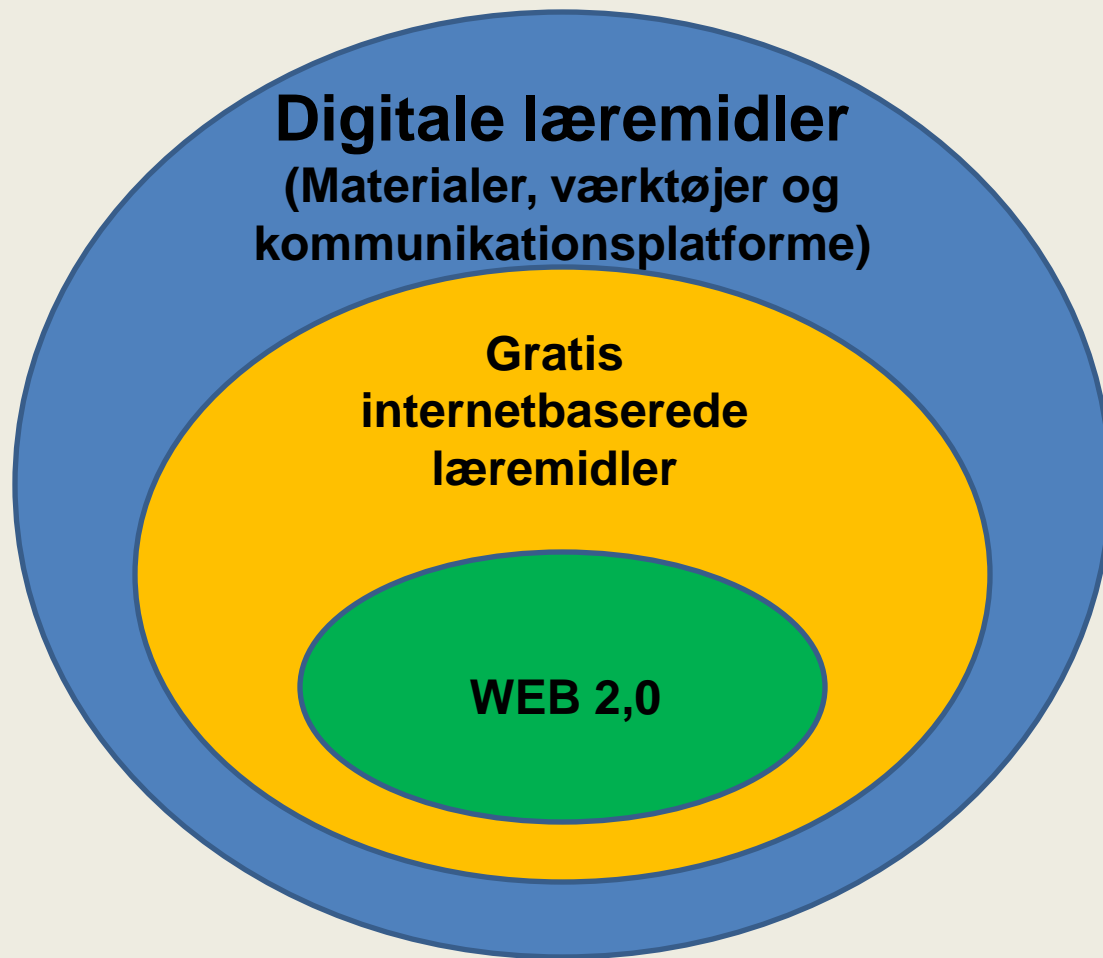 Digitale læremidler
(Materialer, værktøjer og
kommunikationsplatforme)
Gratis
internetbaserede
læremidler
WEB 2,0